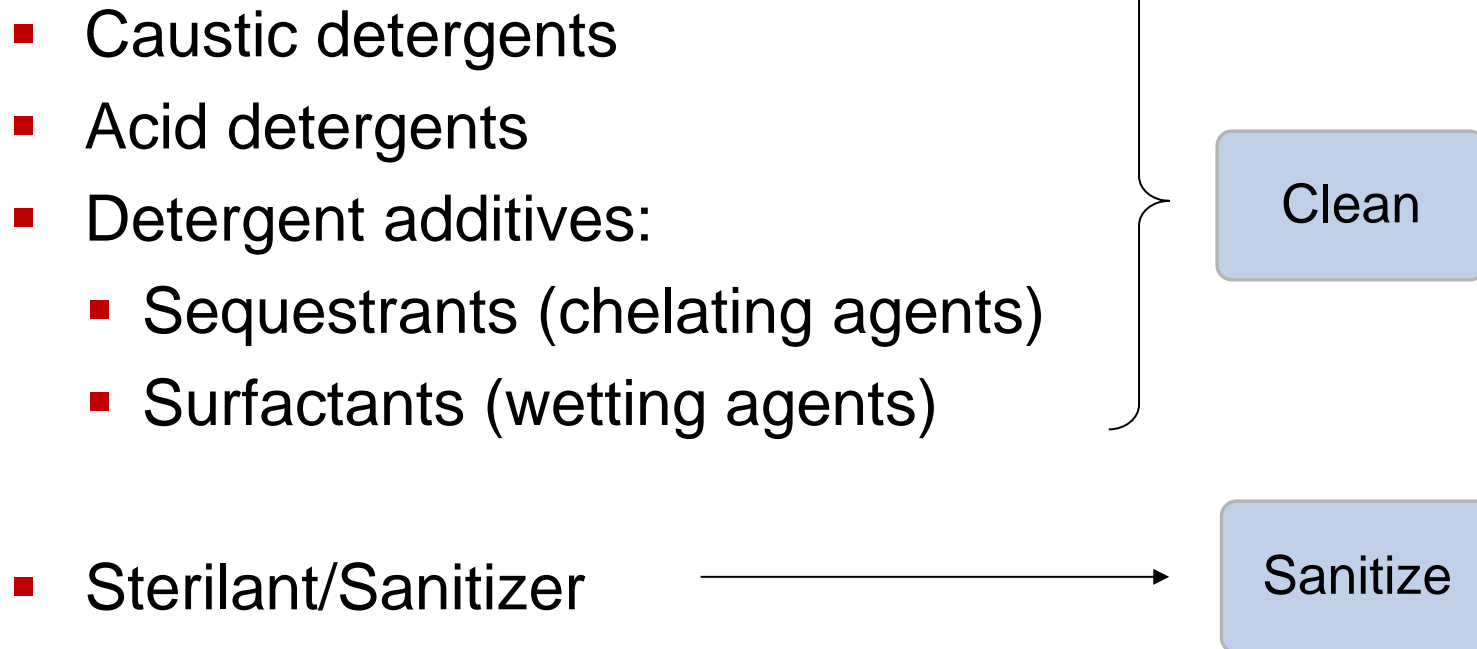 Caustic detergents
Acid detergents
Detergent additives:
Clean
Sequestrants (chelating agents)
Surfactants (wetting agents)
Sterilant/Sanitizer
Sanitize